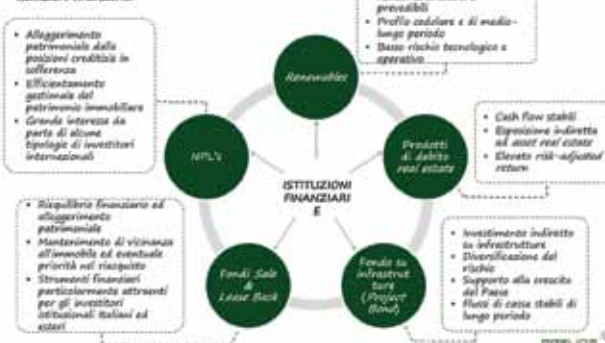 prevedibili
• Profilo cedolare e di medio-
lungo periodo
• Basso rischio tecnologico e
operativo
Renewables
• Alleggerimento
patrimoniale dalle
posizioni creditizie in
sofferenza
• Efficientamento
gestionale del
patrimonio immobiliare
• Grande interesse da
parte di alcune
tipologie di investitori
internazionali
NPL's
Prodotti
di debito
real estate
• Cash flow stabili
• Esposizione indiretta
ad asset real estate
• Elevato risk-adjusted
return
ISTITUZIONI
FINANZIARI
E
• Riequilibrio finanziario ed
alleggerimento
patrimoniale
• Mantenimento di vicinanza
all'immobile ed eventuale
priorità nel riacquisto
• Strumenti finanziari
particolarmente attraenti
per gli investitori
istituzionali italiani ed
esteri
Fondi Sale
&
Lease Back
Fondo su
infrastrut
ture
(Project
Bond)
• Investimento indiretto
su infrastrutture
• Diversificazione del
rischio
• Supporto alla crescita
del Paese
• Flussi di cassa stabili di
lungo periodo